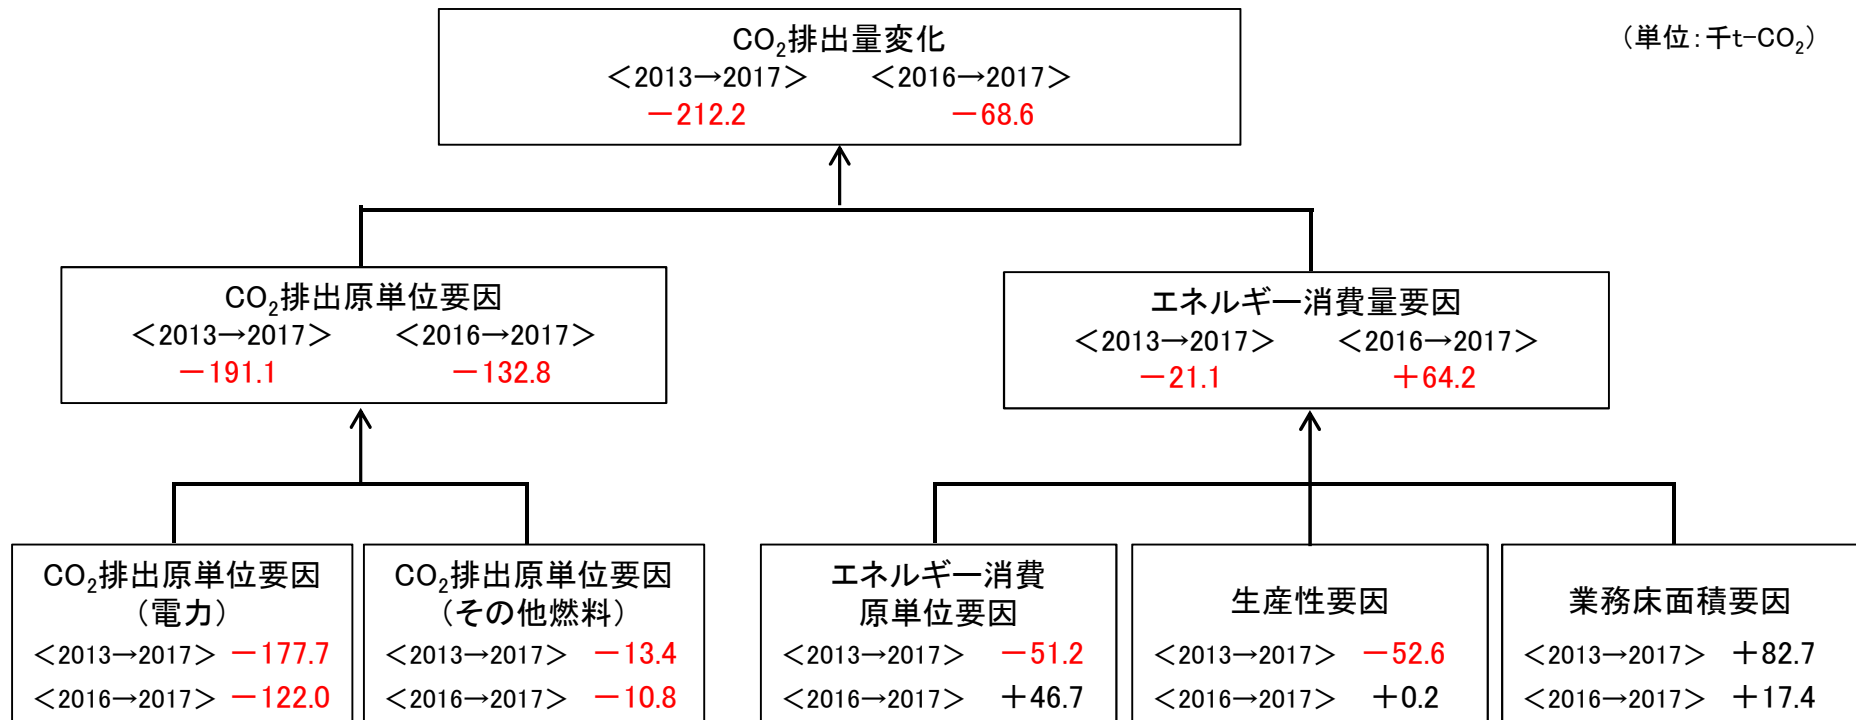 CO₂排出量変化
(単位:千t-CO₂)
<2013→2017> <2016→2017>
-212.2 -68.6
CO₂排出原単位要因
<2013→2017> <2016→2017>
-191.1 -132.8
エネルギー消費量要因
<2013→2017> <2016→2017>
-21.1 +64.2
CO₂排出原単位要因
(電力)
<2013→2017> -177.7
<2016→2017> -122.0
CO₂排出原単位要因
(その他燃料)
<2013→2017> -13.4
<2016→2017> -10.8
エネルギー消費
原単位要因
<2013→2017> -51.2
<2016→2017> +46.7
生産性要因
<2013→2017> -52.6
<2016→2017> +0.2
業務床面積要因
<2013→2017> +82.7
<2016→2017> +17.4